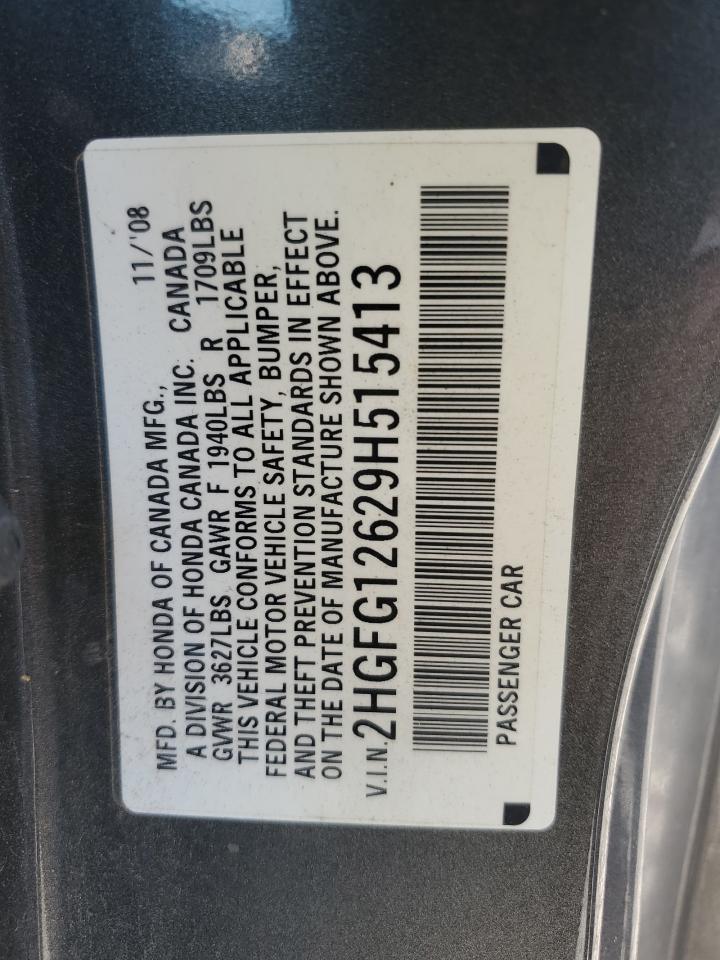 MFD. BY HONDA OF CANADA MFG., 11/'08
A DIVISION OF HONDA CANADA INC. CANADA
GVWR 3627LBS GAWR F 1940LBS R 1709LBS
THIS VEHICLE CONFORMS TO ALL APPLICABLE
FEDERAL MOTOR VEHICLE SAFETY, BUMPER,
AND THEFT PREVENTION STANDARDS IN EFFECT
ON THE DATE OF MANUFACTURE SHOWN ABOVE.
V.I.N. 2HGFG12629H515413
PASSENGER CAR